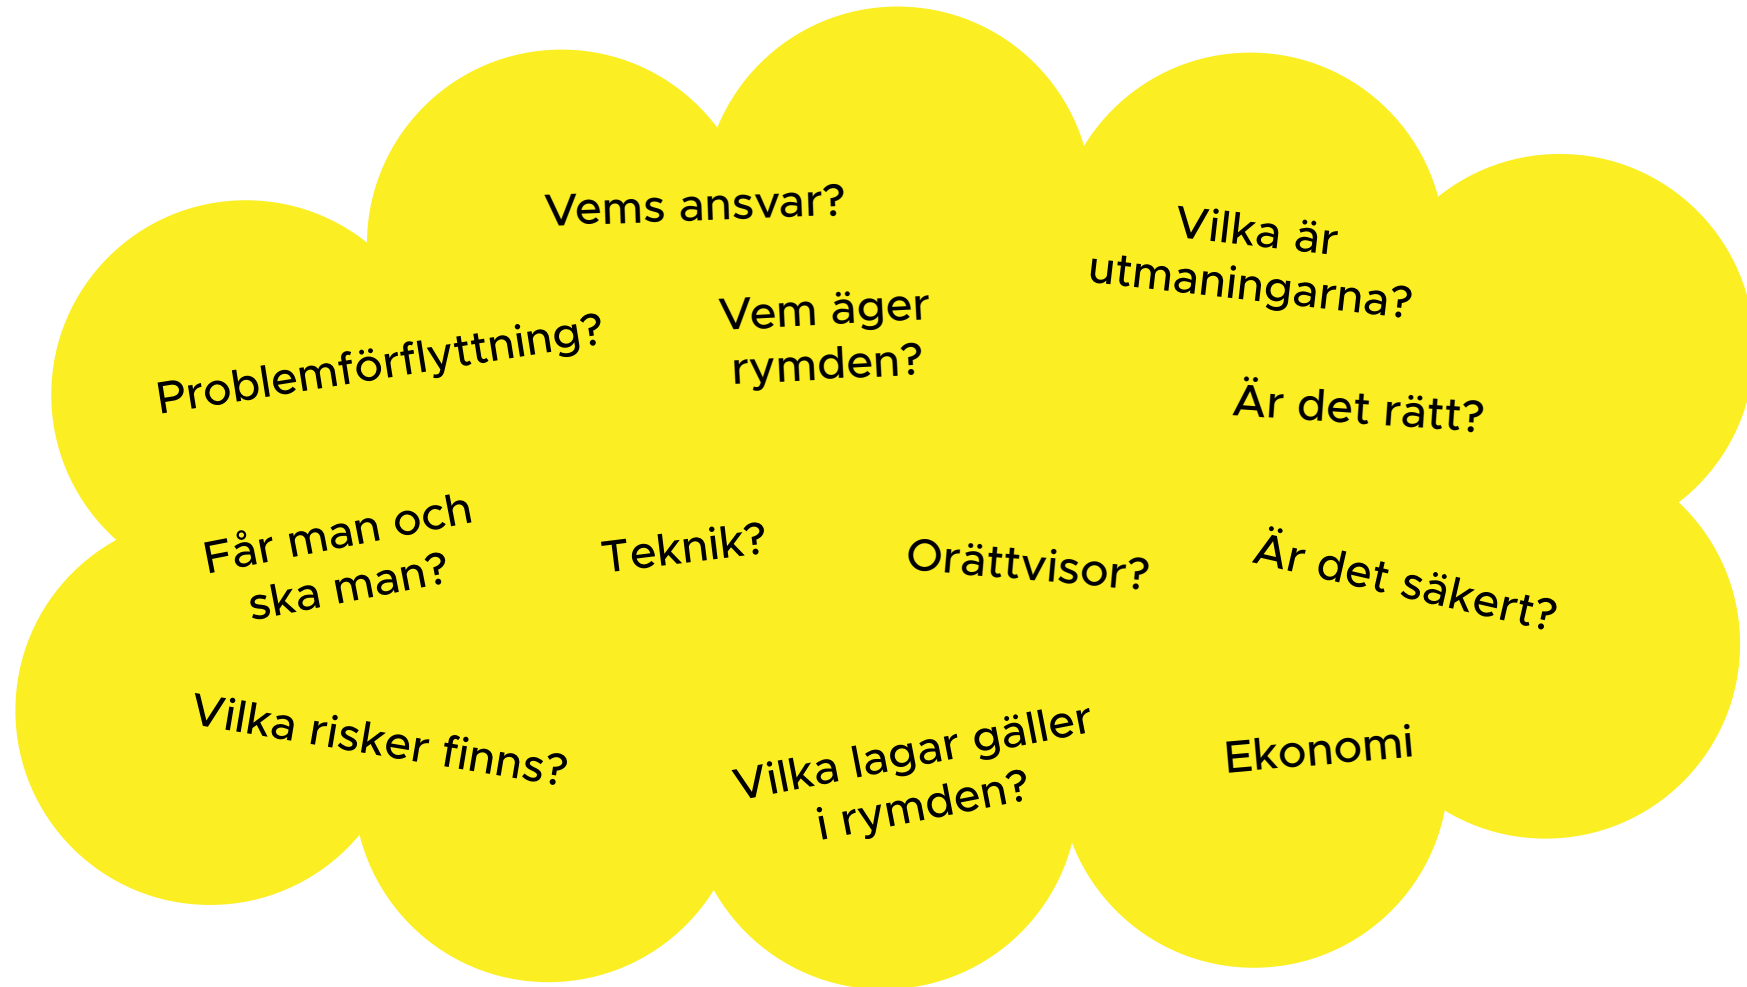 Vems ansvar?
Vilka är
utmaningarna?
Vem äger
rymden?
Problemförflyttning?
Är det rätt?
Får man och
ska man?
Teknik?
Orättvisor?
Är det säkert?
Vilka risker finns?
Vilka lagar gäller
i rymden?
Ekonomi